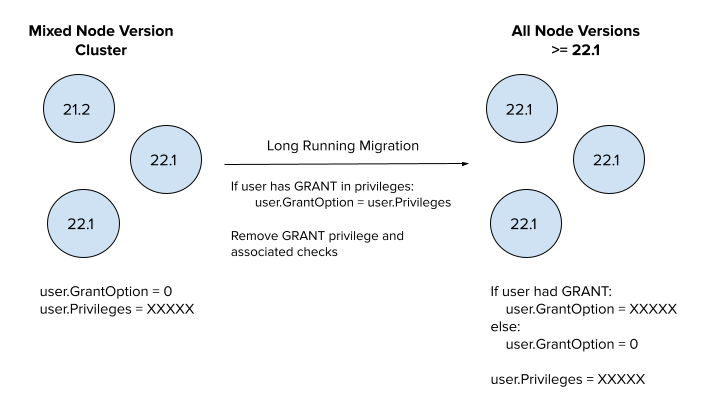 Mixed Node Version
Cluster
21.2
22.1
22.1
user.GrantOption = 0
user.Privileges = XXXXX
Long Running Migration
If user has GRANT in privileges:
user.GrantOption = user.Privileges
Remove GRANT privilege and
associated checks
All Node Versions
>= 22.1
22.1
22.1
22.1
If user had GRANT:
user.GrantOption = XXXXX
else:
user.GrantOption = 0
user.Privileges = XXXXX